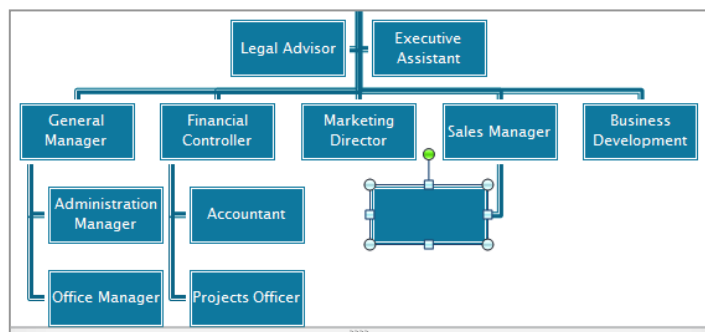 Legal Advisor
Executive
Assistant
General
Manager
Financial
Controller
Marketing
Director
Sales Manager
Business
Development
Administration
Manager
Accountant
Office Manager
Projects Officer